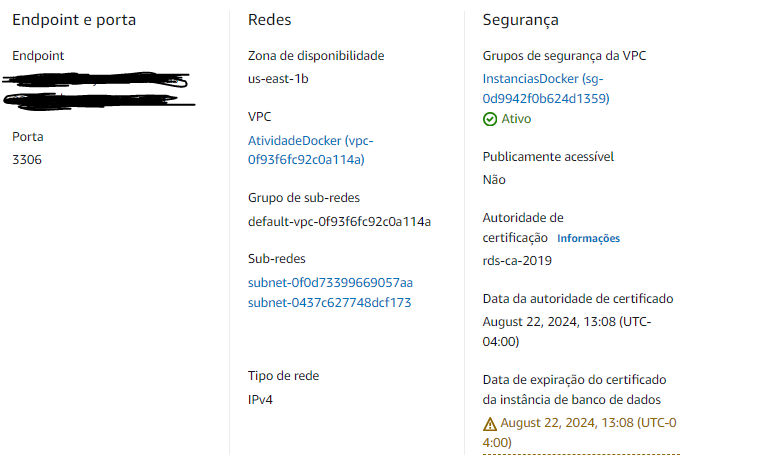 Endpoint e porta
Endpoint
Porta
3306
Redes
Zona de disponibilidade
us-east-1b
VPC
AtividadeDocker (vpc-
0f93f6fc92c0a114a)
Grupo de sub-redes
default-vpc-0f93f6fc92c0a114a
Sub-redes
subnet-0f0d73399669057aa
subnet-0437c627748dcf173
Tipo de rede
IPv4
Segurança
Grupos de segurança da VPC
InstanciasDocker (sg-
0d9942f0b624d1359)
Ativo
Publicamente acessível
Não
Autoridade de
certificação Informações
rds-ca-2019
Data da autoridade de certificado
August 22, 2024, 13:08 (UTC-
04:00)
Data de expiração do certificado
da instância de banco de dados
August 22, 2024, 13:08 (UTC-0
4:00)